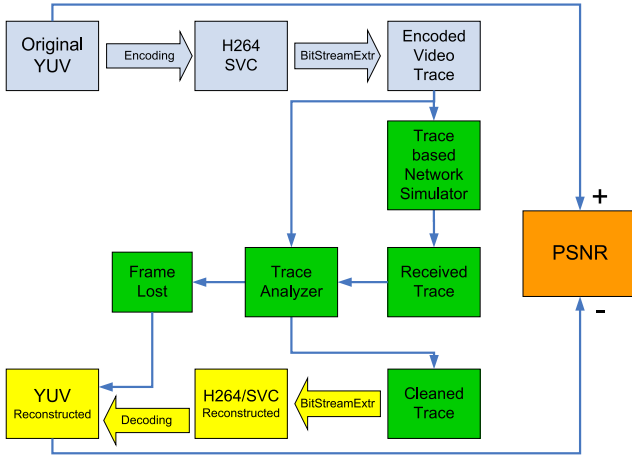 Original
YUV
Encoding
H264
SVC
BitStreamExtr
Encoded
Video
Trace
Trace
based
Network
Simulator
+
PSNR
-
Frame
Lost
Trace
Analyzer
Received
Trace
YUV
Reconstructed
Decoding
H264/SVC
Reconstructed
BitStreamExtr
Cleaned
Trace